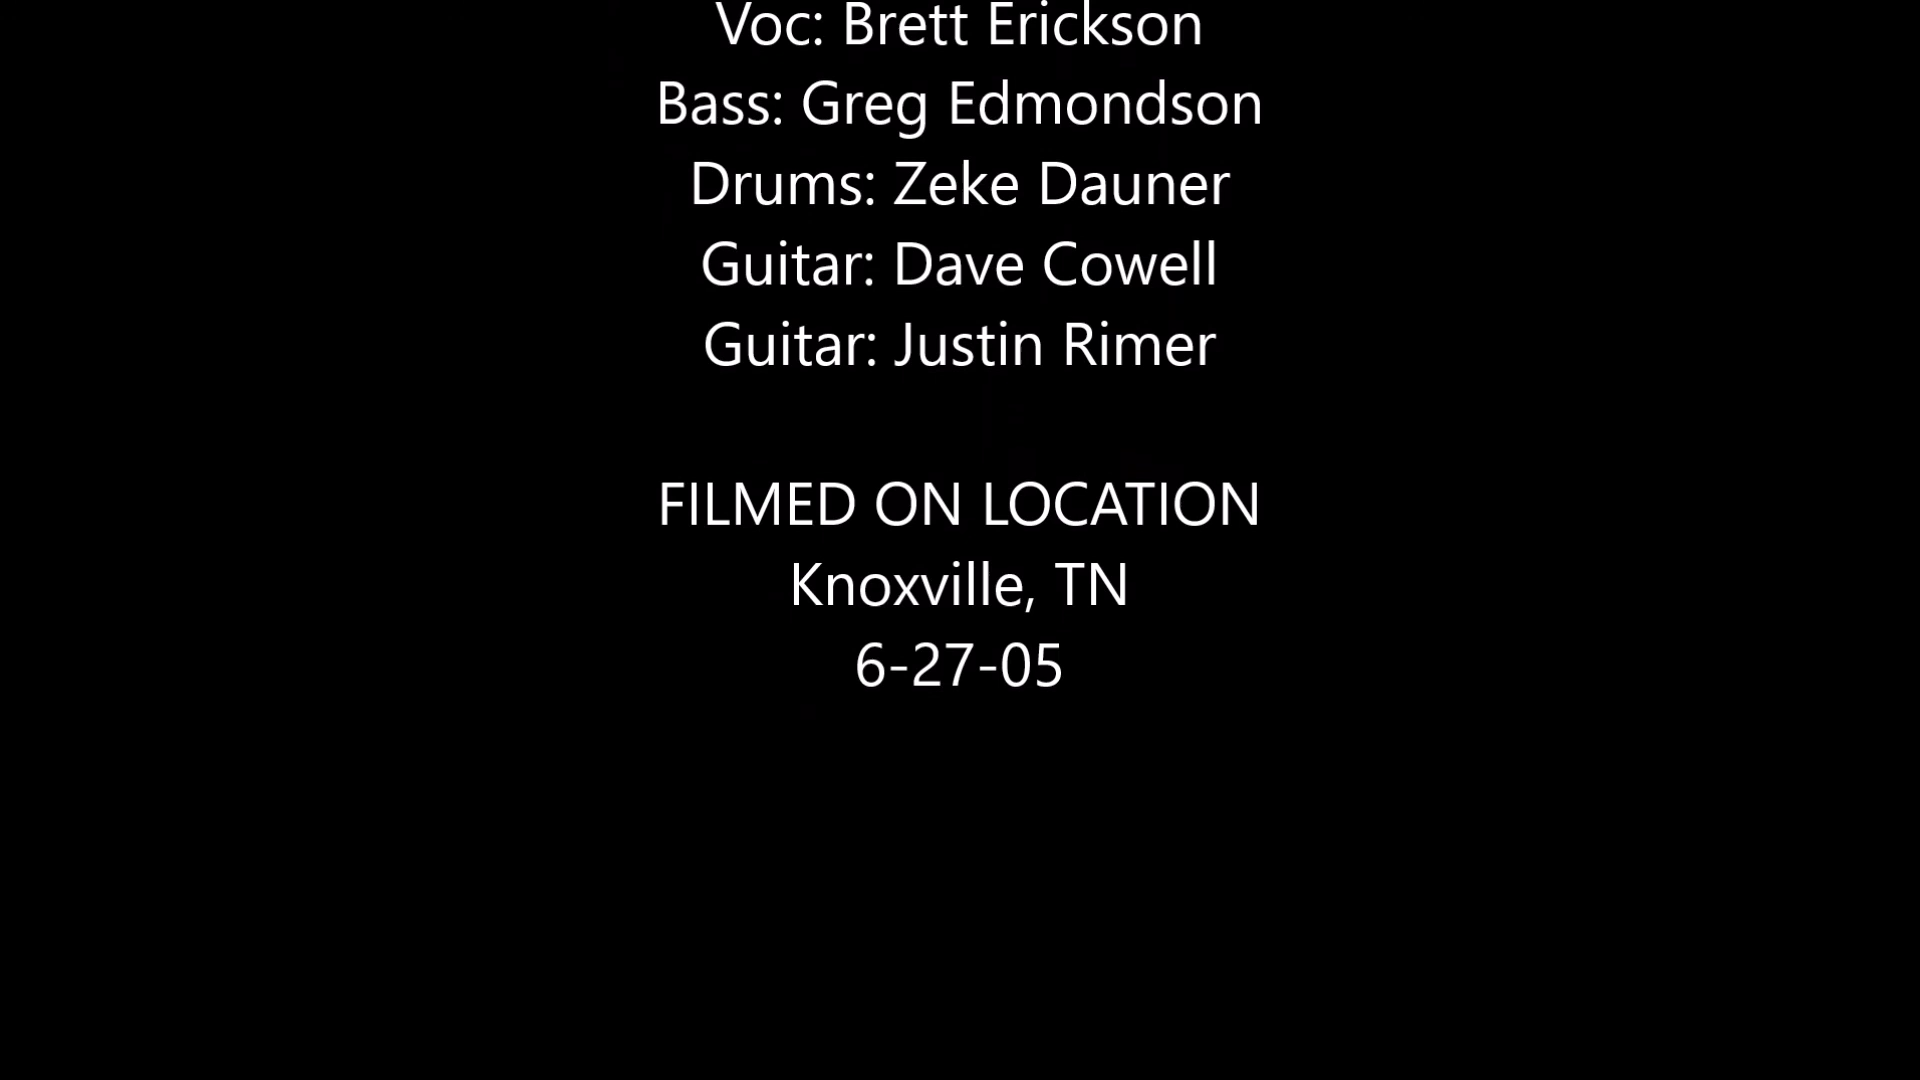 Voc: Brett Erickson
Bass: Greg Edmondson
Drums: Zeke Dauner
Guitar: Dave Cowell
Guitar: Justin Rimer
FILMED ON LOCATION
Knoxville, TN
6-27-05